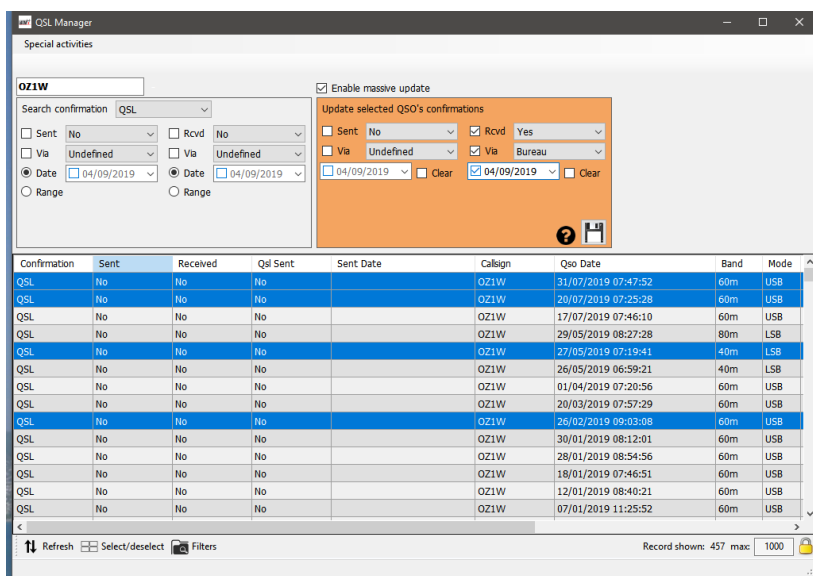 QSL Manager
Special activities
OZ1W
Enable massive update
Search confirmation QSL
Update selected QSO's confirmations
Sent No Rcvd No
Sent No Rcvd Yes
Via Undefined Via Undefined
Via Undefined Via Bureau
Date 04/09/2019 Date 04/09/2019
04/09/2019 Clear 04/09/2019 Clear
Range Range
Confirmation Sent Received Qsl Sent Sent Date Callsign Qso Date Band Mode
QSL No No No OZ1W 31/07/2019 07:47:52 60m USB
QSL No No No OZ1W 20/07/2019 07:25:28 60m USB
QSL No No No OZ1W 17/07/2019 07:46:10 60m USB
QSL No No No OZ1W 29/05/2019 08:27:28 80m LSB
QSL No No No OZ1W 27/05/2019 07:19:41 40m LSB
QSL No No No OZ1W 26/05/2019 06:59:21 40m LSB
QSL No No No OZ1W 01/04/2019 07:20:56 60m USB
QSL No No No OZ1W 20/03/2019 07:57:29 60m USB
QSL No No No OZ1W 26/02/2019 09:03:08 60m USB
QSL No No No OZ1W 30/01/2019 08:12:01 60m USB
QSL No No No OZ1W 28/01/2019 08:54:56 60m USB
QSL No No No OZ1W 18/01/2019 07:46:51 60m USB
QSL No No No OZ1W 12/01/2019 08:40:21 60m USB
QSL No No No OZ1W 07/01/2019 11:25:52 60m USB
Refresh Select/deselect Filters Record shown: 457 max: 1000